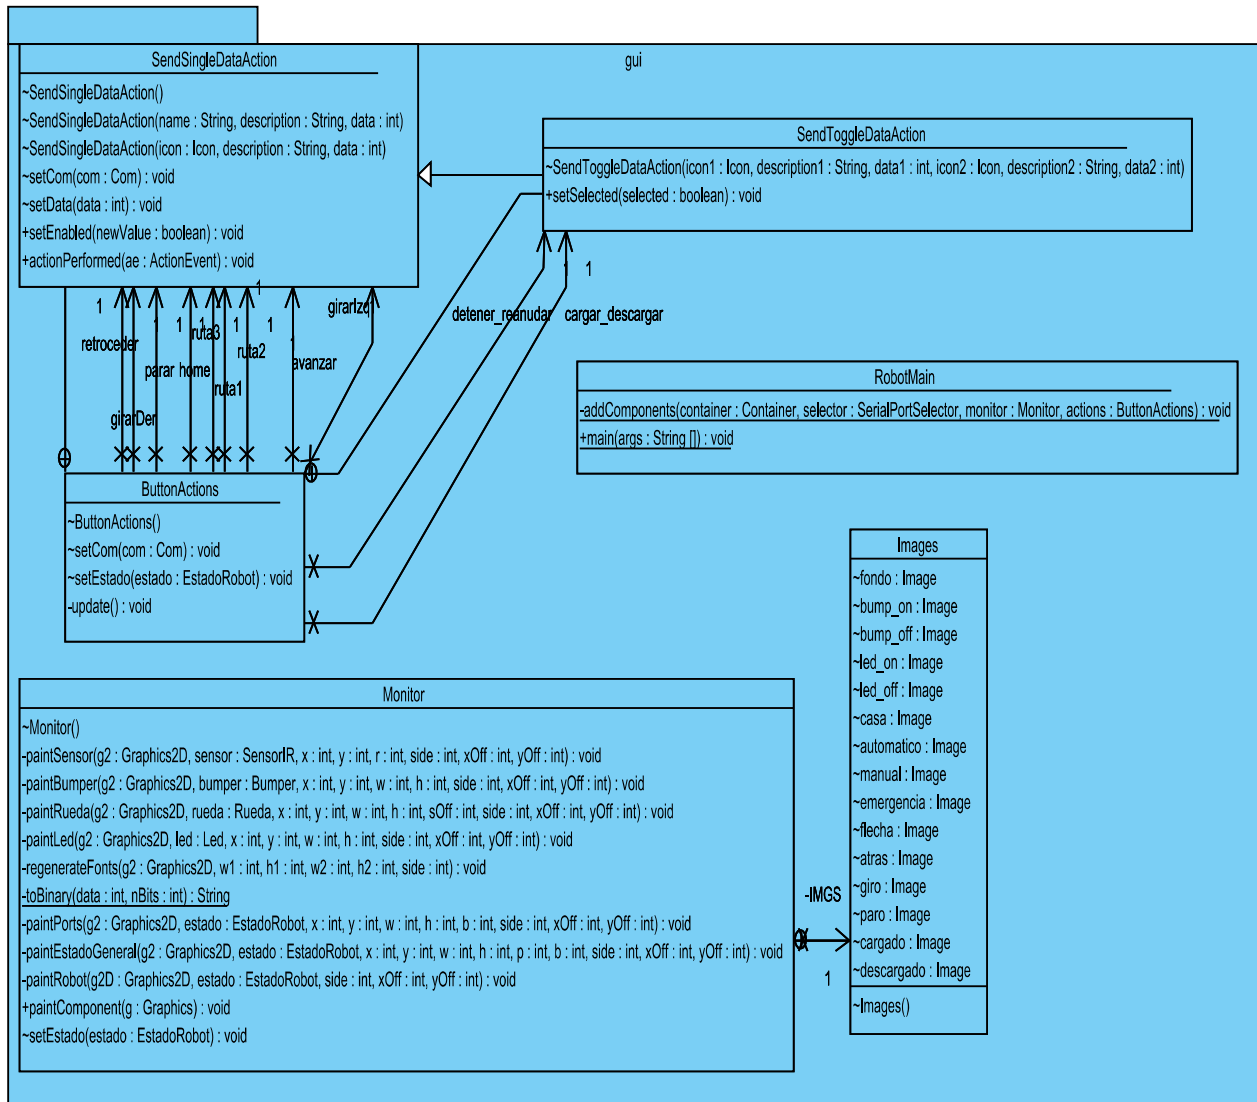 gui
SendSingleDataAction
~SendSingleDataAction()
~SendSingleDataAction(name : String, description : String, data : int)
~SendSingleDataAction(icon : Icon, description : String, data : int)
~setCom(com : Com) : void
~setData(data : int) : void
+setEnabled(newValue : boolean) : void
+actionPerformed(ae : ActionEvent) : void
SendToggleDataAction
~SendToggleDataAction(icon1 : Icon, description1 : String, data1 : int, icon2 : Icon, description2 : String, data2 : int)
+setSelected(selected : boolean) : void
1
1
1
1
1
1
1
1
1
1
1
retroceder
girarDer
parar
home
ruta3
ruta1
ruta2
avanzar
girarIzq
detener_reanudar
cargar_descargar
RobotMain
-addComponents(container : Container, selector : SerialPortSelector, monitor : Monitor, actions : ButtonActions) : void
+main(args : String []) : void
ButtonActions
~ButtonActions()
~setCom(com : Com) : void
~setEstado(estado : EstadoRobot) : void
-update() : void
Images
~fondo : Image
~bump_on : Image
~bump_off : Image
~led_on : Image
~led_off : Image
~casa : Image
~automatico : Image
~manual : Image
~emergencia : Image
~flecha : Image
~atras : Image
~giro : Image
~paro : Image
~cargado : Image
~descargado : Image
~Images()
Monitor
~Monitor()
-paintSensor(g2 : Graphics2D, sensor : SensorIR, x : int, y : int, r : int, side : int, xOff : int, yOff : int) : void
-paintBumper(g2 : Graphics2D, bumper : Bumper, x : int, y : int, w : int, h : int, side : int, xOff : int, yOff : int) : void
-paintRueda(g2 : Graphics2D, rueda : Rueda, x : int, y : int, w : int, h : int, sOff : int, side : int, xOff : int, yOff : int) : void
-paintLed(g2 : Graphics2D, led : Led, x : int, y : int, w : int, h : int, side : int, xOff : int, yOff : int) : void
-regenerateFonts(g2 : Graphics2D, w1 : int, h1 : int, w2 : int, h2 : int, side : int) : void
-toBinary(data : int, nBits : int) : String
-paintPorts(g2 : Graphics2D, estado : EstadoRobot, x : int, y : int, w : int, h : int, b : int, side : int, xOff : int, yOff : int) : void
-paintEstadoGeneral(g2 : Graphics2D, estado : EstadoRobot, x : int, y : int, w : int, h : int, p : int, b : int, side : int, xOff : int, yOff : int) : void
-paintRobot(g2D : Graphics2D, estado : EstadoRobot, side : int, xOff : int, yOff : int) : void
+paintComponent(g : Graphics) : void
~setEstado(estado : EstadoRobot) : void
-IMGS
1